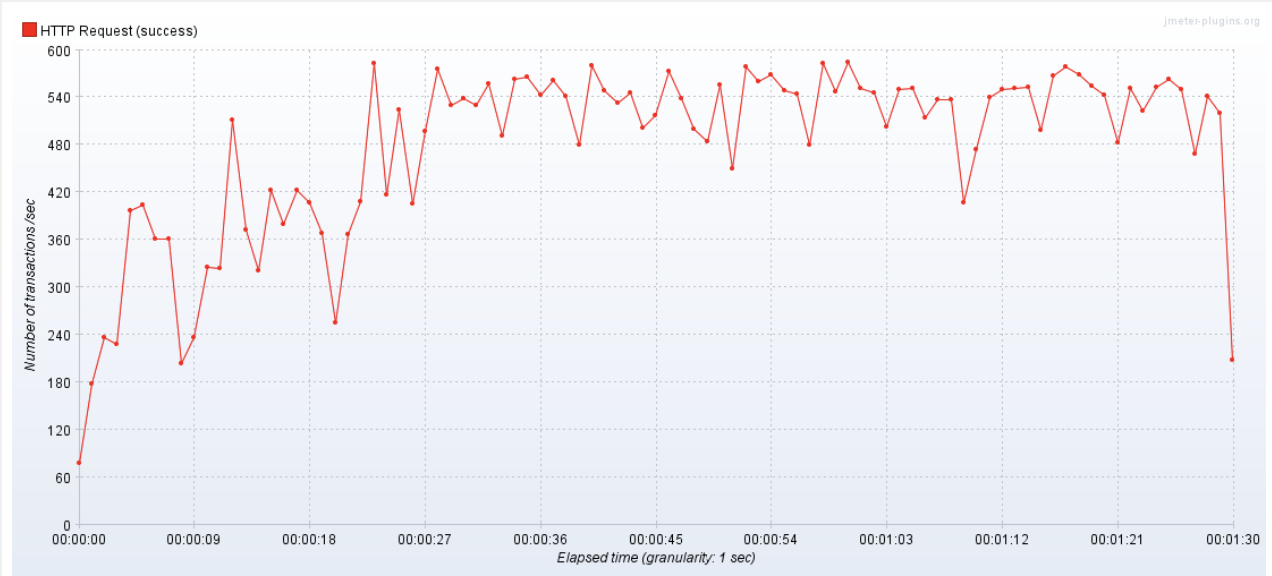 jmeter-plugins.org
HTTP Request (success)
600
540
480
420
360
300
240
180
120
60
0
Number of transactions /sec
00:00:00 00:00:09 00:00:18 00:00:27 00:00:36 00:00:45 00:00:54 00:01:03 00:01:12 00:01:21 00:01:30
Elapsed time (granularity: 1 sec)